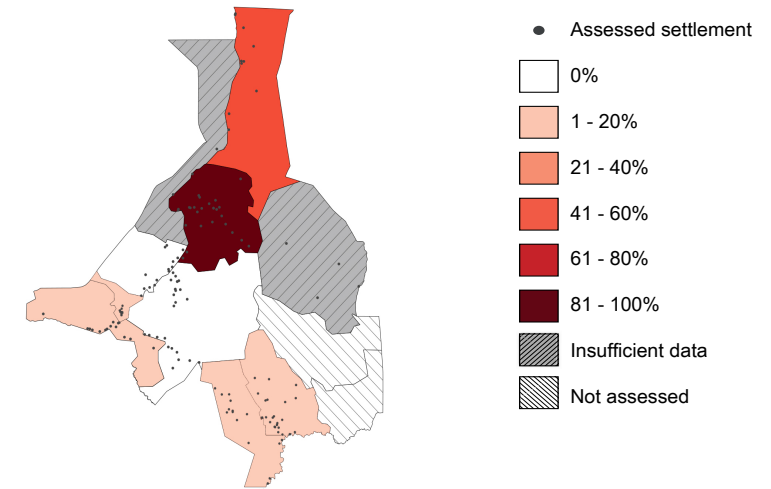 Assessed settlement
0%
1 - 20%
21 - 40%
41 - 60%
61 - 80%
81 - 100%
Insufficient data
Not assessed